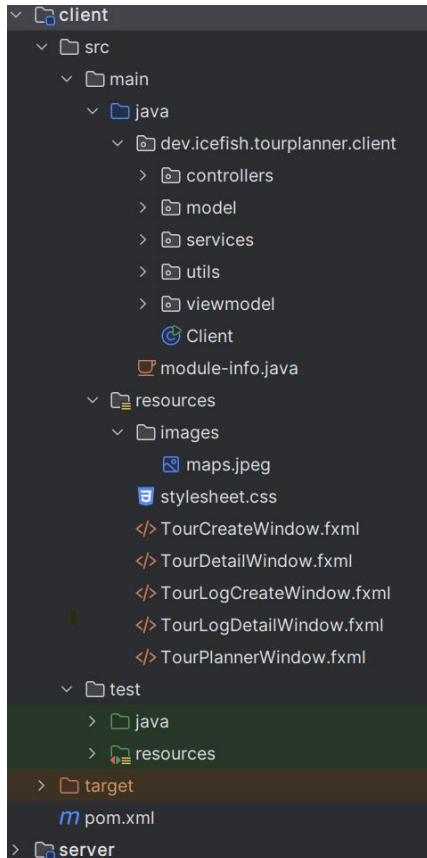 client
src
main
java
dev.icefish.tourplanner.client
controllers
model
services
utils
viewmodel
Client
module-info.java
resources
images
maps.jpeg
stylesheet.css
TourCreateWindow.fxml
TourDetailWindow.fxml
TourLogCreateWindow.fxml
TourLogDetailWindow.fxml
TourPlannerWindow.fxml
test
java
resources
target
pom.xml
server